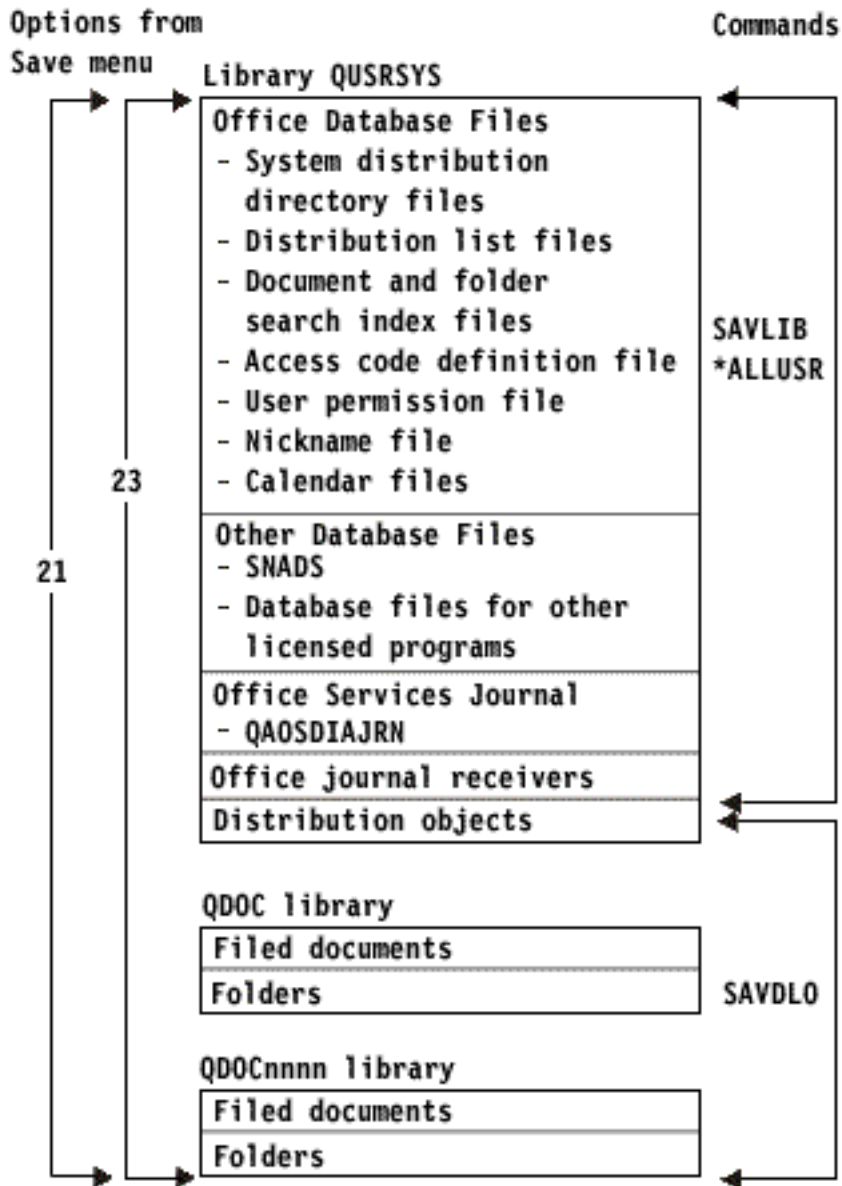 Options from
Save menu
Commands
Library QUSRSYS
Office Database Files
- System distribution
directory files
- Distribution list files
- Document and folder
search index files
- Access code definition file
- User permission file
- Nickname file
- Calendar files
SAVLIB
*ALLUSR
23
21
Other Database Files
- SNADS
- Database files for other
licensed programs
Office Services Journal
- QAOSDIAJRN
Office journal receivers
Distribution objects
QDOC library
Filed documents
Folders
SAVDLO
QDOCnnnn library
Filed documents
Folders